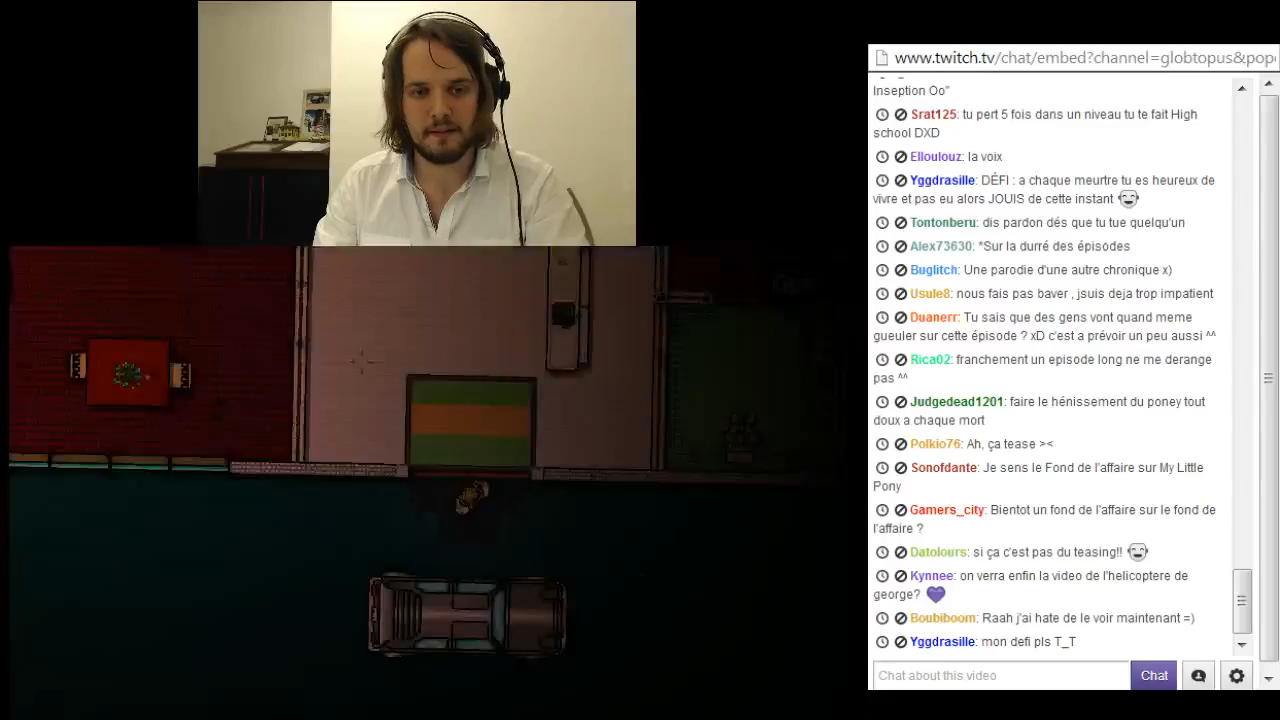 www.twitch.tv/chat/embed?channel=globtopus&pop
Inseption Oo"
Srat125: tu pert 5 fois dans un niveau tu te fait High
school DXD
Elloulouz: la voix
Yggdrasille: DÉFI : a chaque meurtre tu es heureux de
vivre et pas eu alors JOUIS de cette instant
Tontonberu: dis pardon dés que tu tue quelqu'un
Alex73630: *Sur la durré des épisodes
Buglitch: Une parodie d'une autre chronique x)
Usule8: nous fais pas baver , jsuis deja trop impatient
Duanerr: Tu sais que des gens vont quand meme
gueuler sur cette épisode ? xD c'est a prévoir un peu aussi ^^
Rica02: franchement un episode long ne me derange
pas ^^
Judgedead1201: faire le hénissement du poney tout
doux a chaque mort
Polkio76: Ah, ça tease ><
Sonofdante: Je sens le Fond de l'affaire sur My Little
Pony
Gamers_city: Bientot un fond de l'affaire sur le fond de
l'affaire ?
Datolours: si ça c'est pas du teasing!!
Kynnee: on verra enfin la video de l'helicoptere de
george?
Boubiboom: Raah j'ai hate de le voir maintenant =)
Yggdrasille: mon defi pls T_T
Chat about this video
Chat